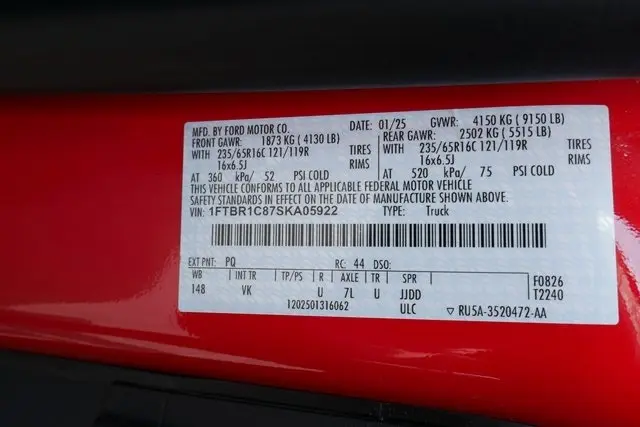 MFD. BY FORD MOTOR CO. DATE: 01/25 GVWR: 4150 KG ( 9150 LB)
FRONT GAWR: 1873 KG ( 4130 LB) REAR GAWR: 2502 KG ( 5515 LB)
WITH 235/65R16C 121/119R TIRES WITH 235/65R16C 121/119R TIRES
16x6.5J RIMS 16x6.5J RIMS
AT 360 kPa/ 52 PSI COLD AT 520 kPa/ 75 PSI COLD
THIS VEHICLE CONFORMS TO ALL APPLICABLE FEDERAL MOTOR VEHICLE
SAFETY STANDARDS IN EFFECT ON THE DATE OF MANUFACTURE SHOWN ABOVE.
VIN: 1FTBR1C87SKA05922 TYPE: Truck
EXT PNT: PQ RC: 44 DSO:
WB INT TR TP/PS R AXLE TR SPR F0826
148 VK U 7L U JJDD T2240
1202501316062 ULC ▽ RU5A-3520472-AA